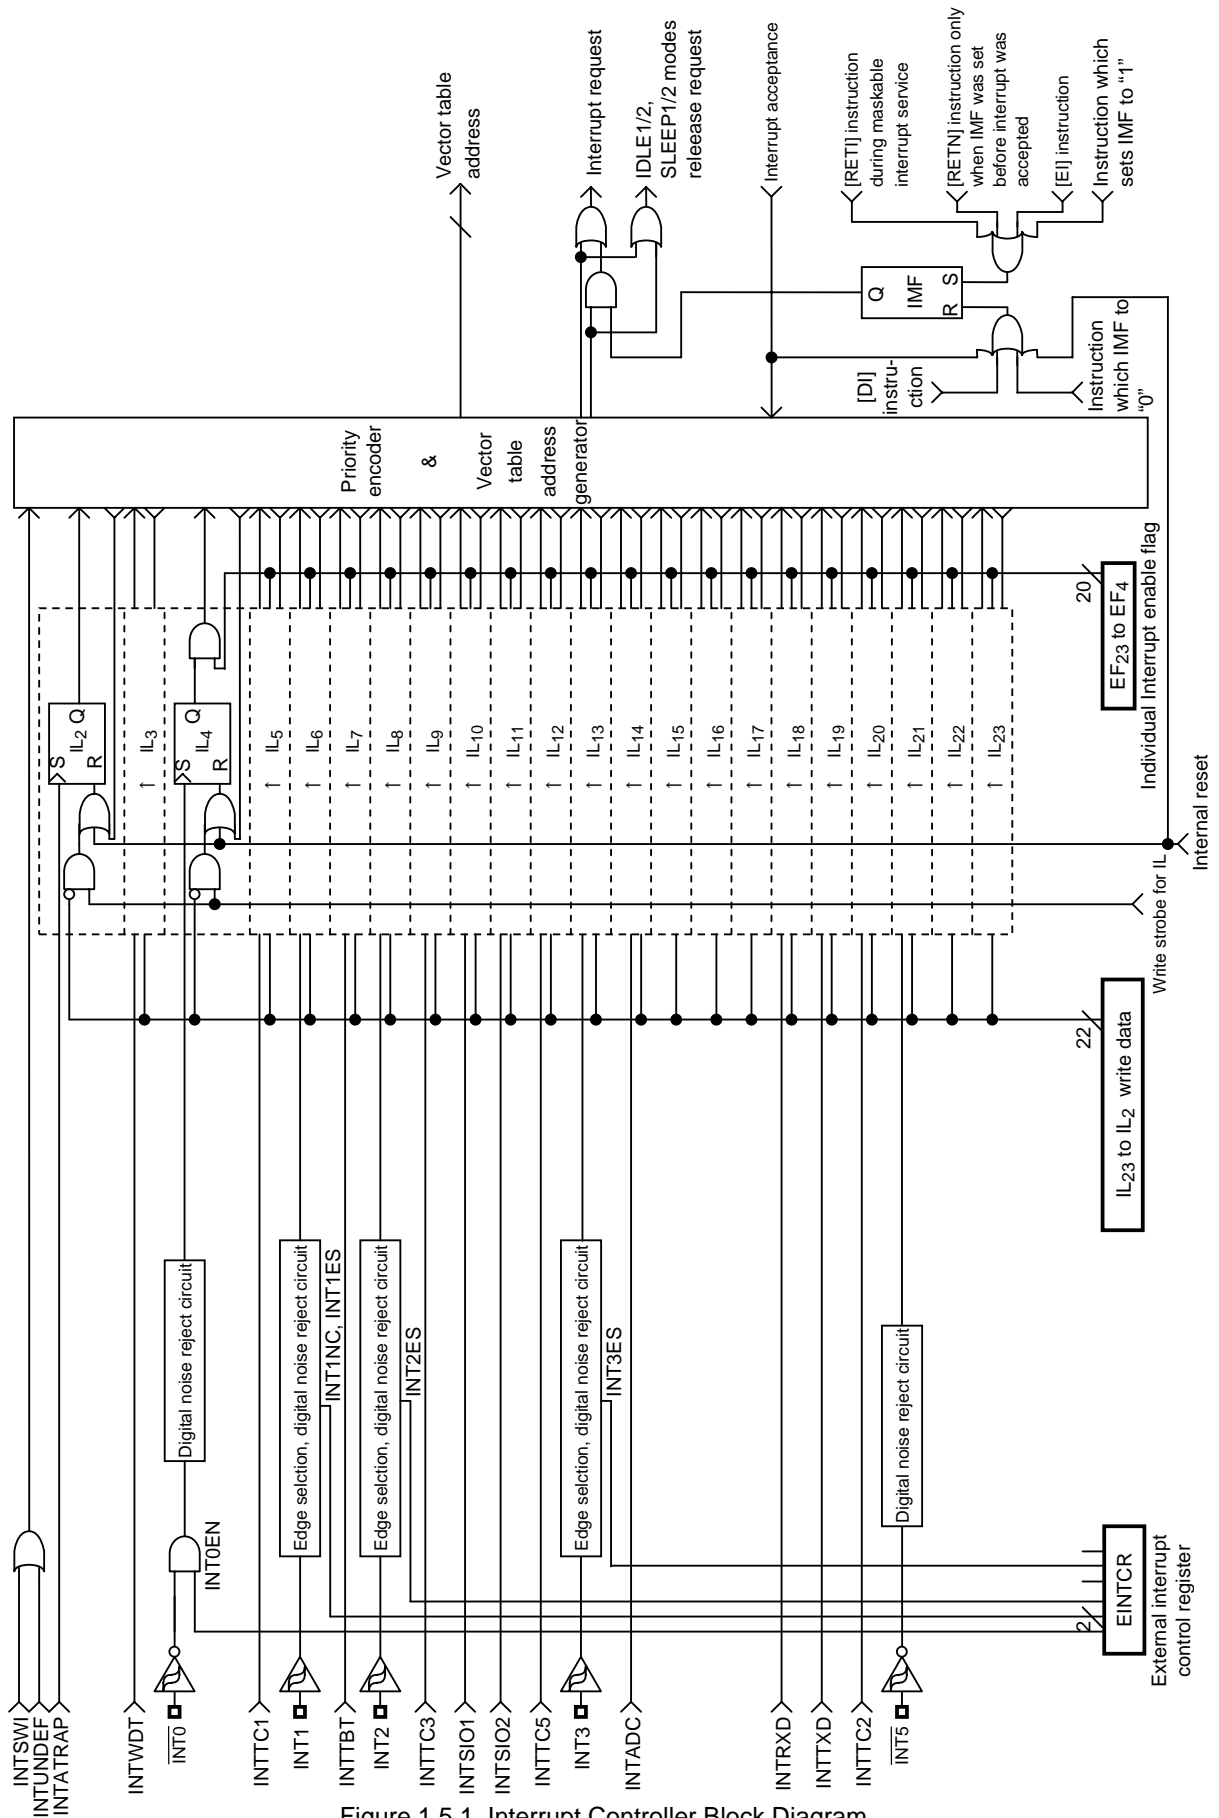 INTSWI
INTUNDEF
INTATRAP
INTWDT
INT0
INTTC1
INT1
INTTBT
INT2
INTTC3
INTSIO1
INTSIO2
INTTC5
INT3
INTADC
INTRXD
INTTXD
INTTC2
INT5
INT0EN
Digital noise reject circuit
Edge selction, digital noise reject circuit
INT1NC, INT1ES
Edge selction, digital noise reject circuit
INT2ES
Edge selction, digital noise reject circuit
INT3ES
Digital noise reject circuit
2
EINTCR
External interrupt
control register
22
IL23 to IL2 write data
Write strobe for IL
Internal reset
S
IL2 Q
R
↑ IL3
S
Q
IL4
R
↑ IL5
↑ IL6
↑ IL7
↑ IL8
↑ IL9
↑ IL10
↑ IL11
↑ IL12
↑ IL13
↑ IL14
↑ IL15
↑ IL16
↑ IL17
↑ IL18
↑ IL19
↑ IL20
↑ IL21
↑ IL22
↑ IL23
20
EF23 to EF4
Individual Interrupt enable flag
Priority
encoder
&
Vector
table
address
generator
Vector table
address
Interrupt request
IDLE1/2,
SLEEP1/2 modes
releease request
Interrupt acceptance
Q
IMF
R S
[DI]
instru-
ction
Instruction
which IMF to
“0”
[RETI] instruction
during maskable
interrupt service
[RETN] instruction only
when IMF was set
before interrupt was
accepted
[EI] instruction
Instruction which
sets IMF to “1”
Figure 1.5.1 Interrupt Controller Block Diagram